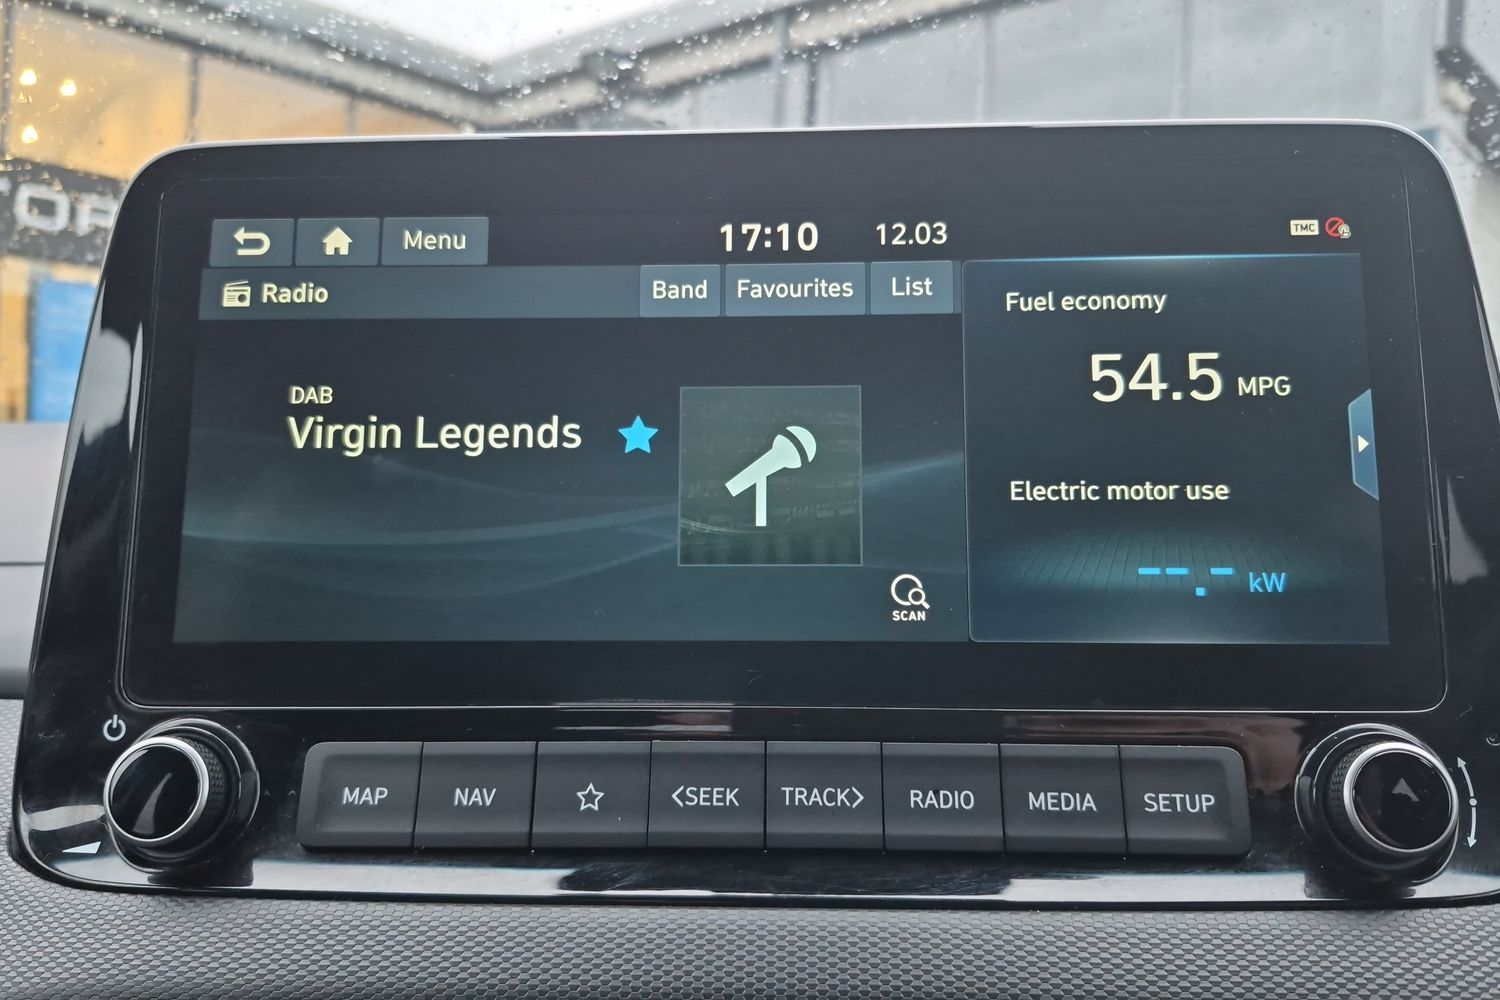 Menu
17:10
12.03
TMC
Radio
Band
Favourites
List
DAB
Virgin Legends
SCAN
Fuel economy
54.5 MPG
Electric motor use
--.- kW
MAP
NAV
<SEEK
TRACK>
RADIO
MEDIA
SETUP